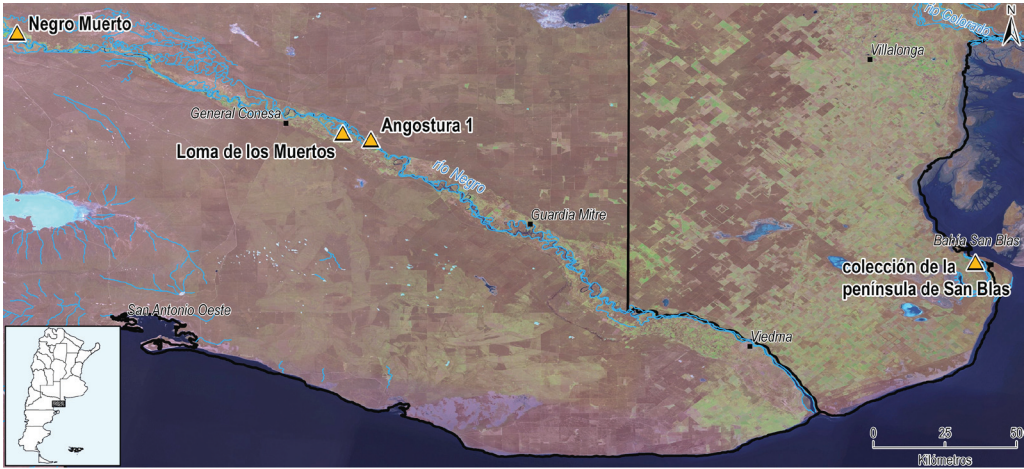 Negro Muerto
río Colorado
N
Villalonga
General Conesa
Angostura 1
Loma de los Muertos
río Negro
Guardia Mitre
Bahía San Blas
colección de la
península de San Blas
San Antonio Oeste
Viedma
0 25 50
Kilómetros